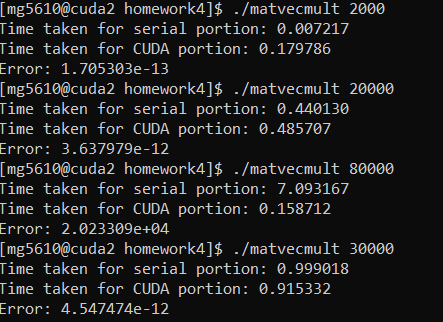 [mg5610@cuda2 homework4]$ ./matvecmult 2000
Time taken for serial portion: 0.007217
Time taken for CUDA portion: 0.179786
Error: 1.705303e-13
[mg5610@cuda2 homework4]$ ./matvecmult 20000
Time taken for serial portion: 0.440130
Time taken for CUDA portion: 0.485707
Error: 3.637979e-12
[mg5610@cuda2 homework4]$ ./matvecmult 80000
Time taken for serial portion: 7.093167
Time taken for CUDA portion: 0.158712
Error: 2.023309e+04
[mg5610@cuda2 homework4]$ ./matvecmult 30000
Time taken for serial portion: 0.999018
Time taken for CUDA portion: 0.915332
Error: 4.547474e-12